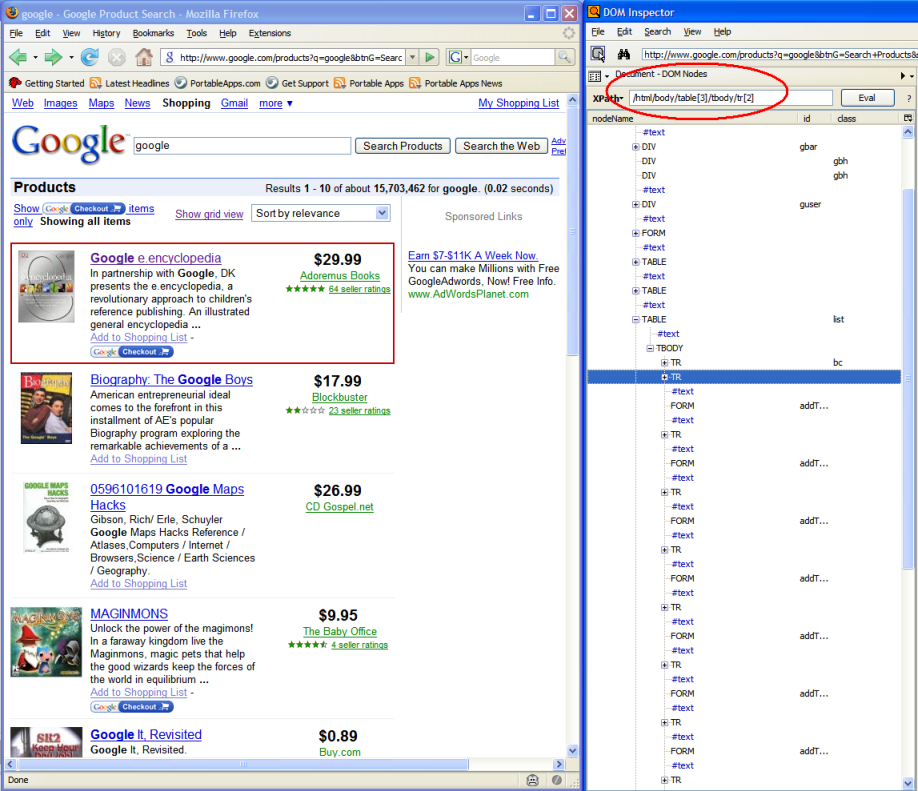 google - Google Product Search - Mozilla Firefox
File Edit View History Bookmarks Tools Help Extensions
http://www.google.com/products?q=google&btnG=Searc
Google
Getting Started Latest Headlines PortableApps.com Get Support Portable Apps Portable Apps News
Web Images Maps News Shopping Gmail more ▼ My Shopping List
Google google Search Products Search the Web Adv
Pref
Products Results 1 - 10 of about 15,703,462 for google. (0.02 seconds)
Show Google Checkout items
only Showing all items
Show grid view Sort by relevance
Sponsored Links
Earn $7-$11K A Week Now.
You can make Millions with Free
GoogleAdwords, Now! Free Info.
www.AdWordsPlanet.com
Google e.encyclopedia $29.99
In partnership with Google, DK Adoremus Books
presents the e.encyclopedia, a 64 seller ratings
revolutionary approach to children's
reference publishing. An illustrated
general encyclopedia ...
Add to Shopping List -
Google Checkout
Biography: The Google Boys $17.99
American entrepreneurial ideal Blockbuster
comes to the forefront in this 23 seller ratings
installment of AE's popular
Biography program exploring the
remarkable achievements of a ...
Add to Shopping List
GOOGLE MAPS
HACKS
0596101619 Google Maps $26.99
Hacks CD Gospel.net
Gibson, Rich/ Erle, Schuyler
Google Maps Hacks Reference /
Atlases,Computers / Internet /
Browsers,Science / Earth Sciences
/ Geography.
Add to Shopping List
MAGINMONS $9.95
Unlock the power of the magimons! The Baby Office
In a faraway kingdom live the 4 seller ratings
Maginmons, magic pets that help
the good wizards keep the forces of
the world in equilibrium ...
Add to Shopping List -
Google Checkout
Google It, Revisited $0.89
Google It, Revisited. Buy.com
Done
DOM Inspector
File Edit Search View Help
http://www.google.com/products?q=google&btnG=Search+Products&
Document - DOM Nodes
XPath /html/body/table[3]/tbody/tr[2] Eval ?
nodeName id class
#text
DIV gbar
DIV gbh
DIV gbh
#text
DIV guser
#text
FORM
#text
TABLE
#text
TABLE
#text
TABLE list
#text
TBODY
TR bc
TR
#text
FORM addT...
#text
TR
#text
FORM addT...
#text
TR
#text
FORM addT...
#text
TR
#text
FORM addT...
#text
TR
#text
FORM addT...
#text
TR
#text
FORM addT...
#text
TR
#text
FORM addT...
#text
TR